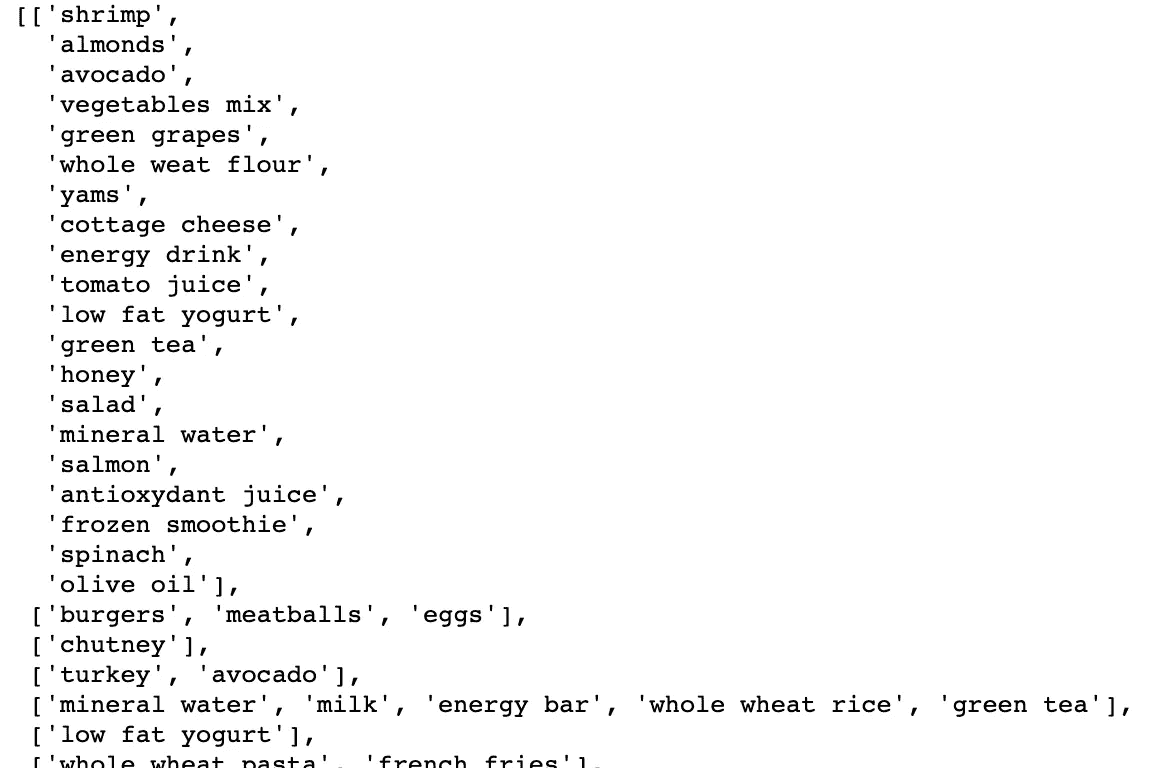 [['shrimp',
'almonds',
'avocado',
'vegetables mix',
'green grapes',
'whole weat flour',
'yams',
'cottage cheese',
'energy drink',
'tomato juice',
'low fat yogurt',
'green tea',
'honey',
'salad',
'mineral water',
'salmon',
'antioxydant juice',
'frozen smoothie',
'spinach',
'olive oil'],
['burgers', 'meatballs', 'eggs'],
['chutney'],
['turkey', 'avocado'],
['mineral water', 'milk', 'energy bar', 'whole wheat rice', 'green tea'],
['low fat yogurt'],
['whole wheat pasta', 'french fries'],